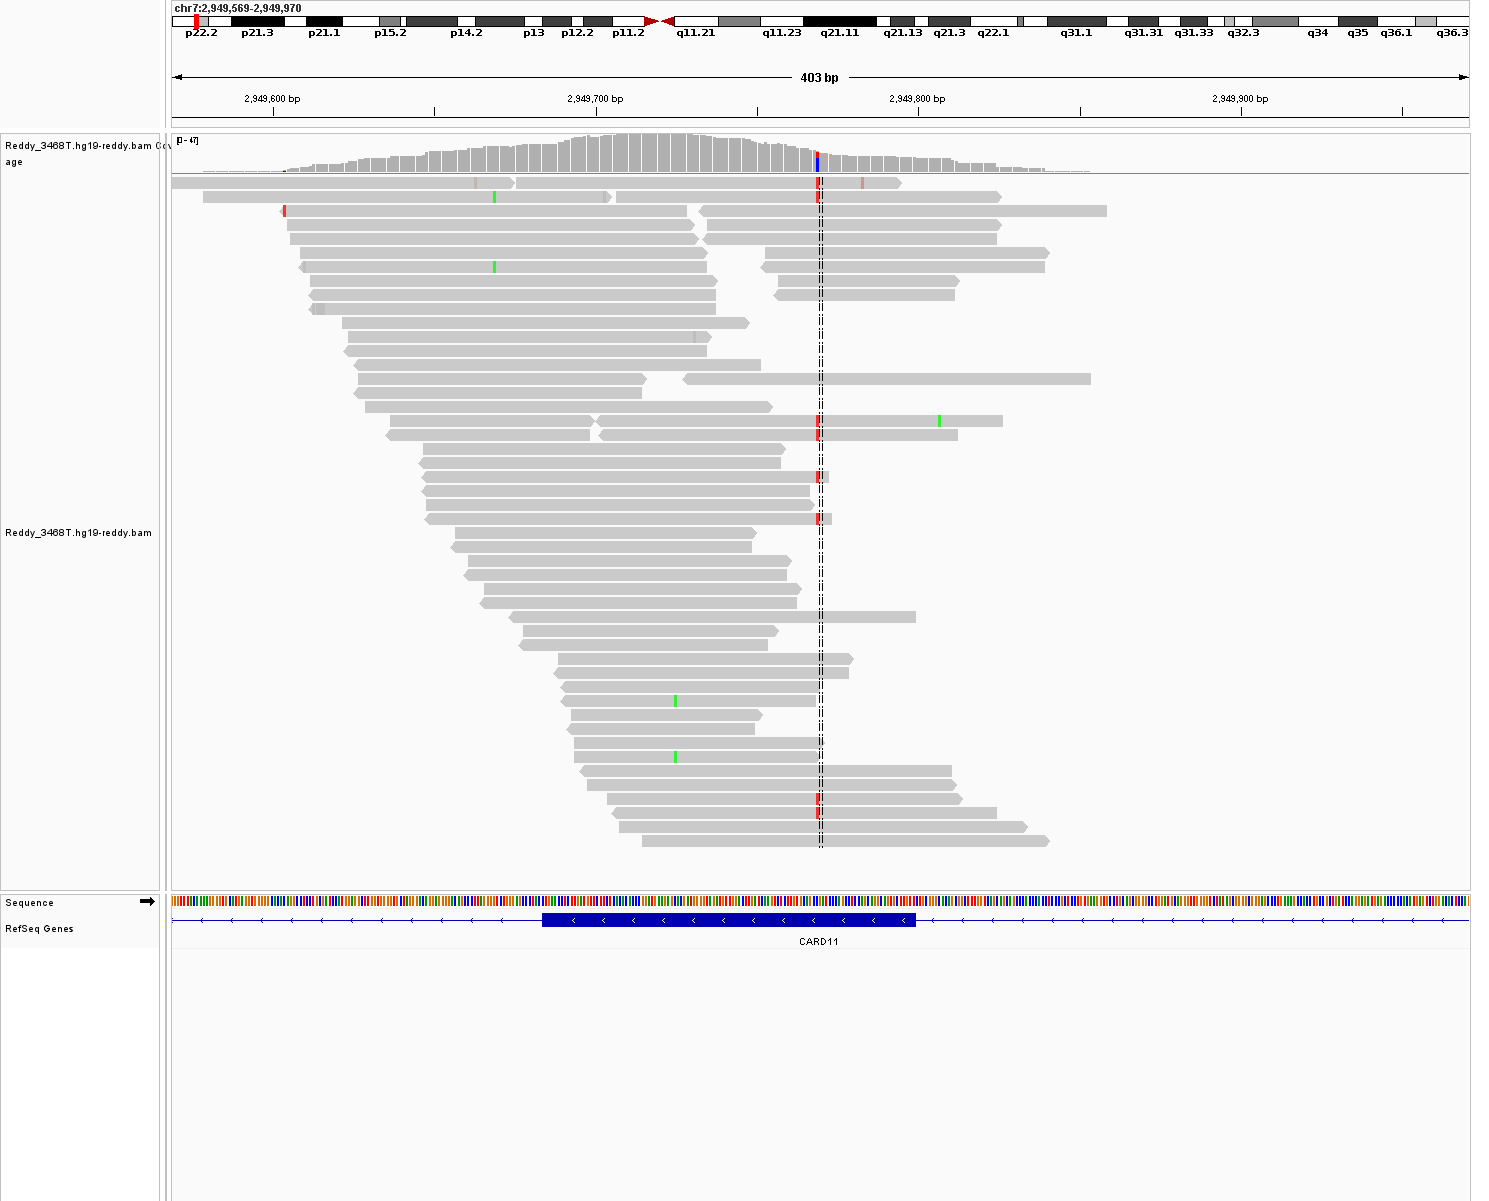 chr7:2,949,569-2,949,970
p22.2 p21.3 p21.1 p15.2 p14.2 p13 p12.2 p11.2 q11.21 q11.23 q21.11 q21.13 q21.3 q22.1 q31.1 q31.31 q31.33 q32.3 q34 q35 q36.1 q36.3
403 bp
2,949,600 bp 2,949,700 bp 2,949,800 bp 2,949,900 bp
Reddy_3468T.hg19-reddy.bam Cov
age
[0 - 47]
Reddy_3468T.hg19-reddy.bam
Sequence
RefSeq Genes
CARD11